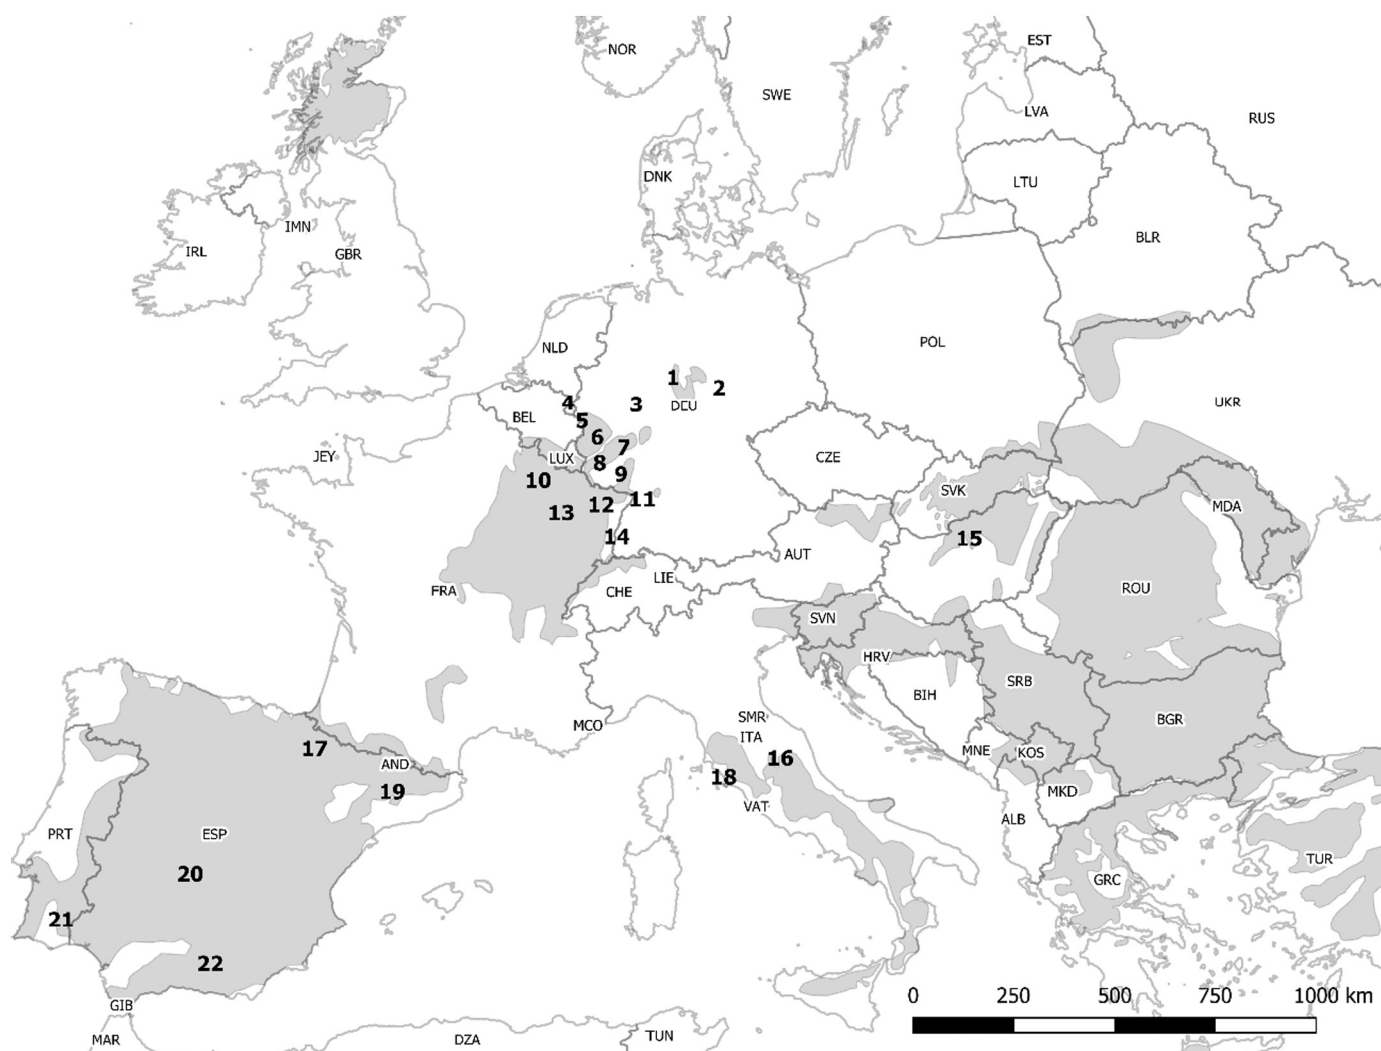 NOR
EST
SWE
LVA
RUS
DNK
LTU
IMN
IRL
GBR
BLR
NLD
POL
1
2
3
DEU
4
BEL
5
UKR
6
7
JEY
LUX
8
CZE
9
10
SVK
11
12
13
MDA
14
15
AUT
LIE
FRA
CHE
ROU
SVN
HRV
SRB
BIH
SMR
BGR
MCO
ITA
17
MNE
KOS
16
AND
18
19
MKD
VAT
ALB
PRT
ESP
TUR
20
GRC
21
22
0 250 500 750 1000 km
GIB
MAR
DZA
TUN